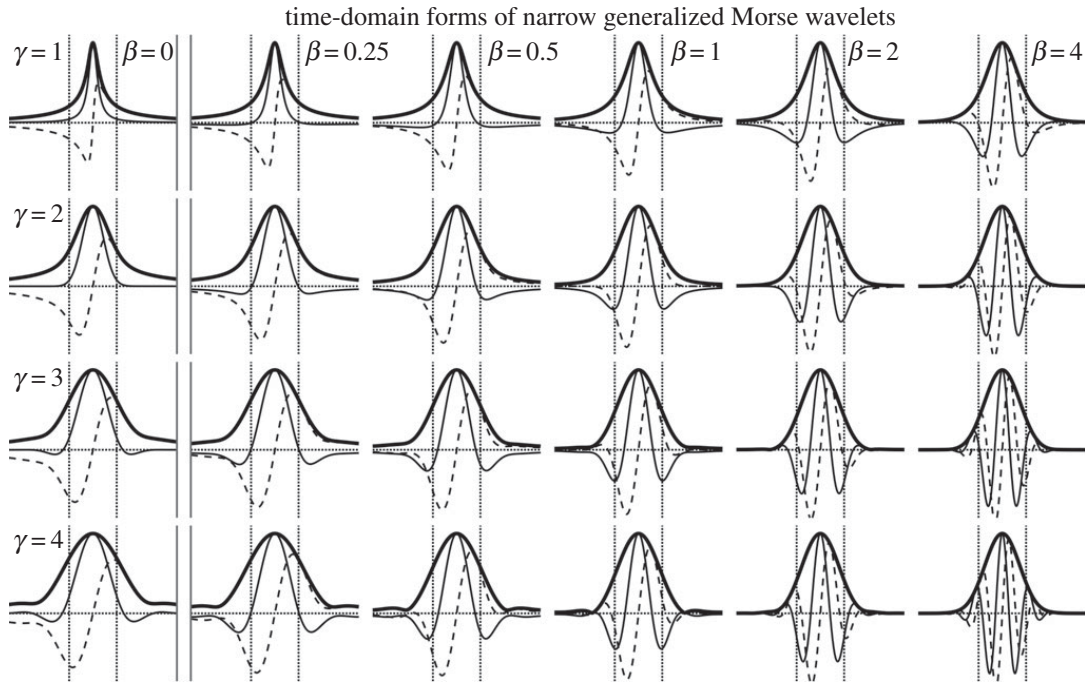 time-domain forms of narrow generalized Morse wavelets
γ = 1 β = 0 β = 0.25 β = 0.5 β = 1 β = 2 β = 4
γ = 2
γ = 3
γ = 4